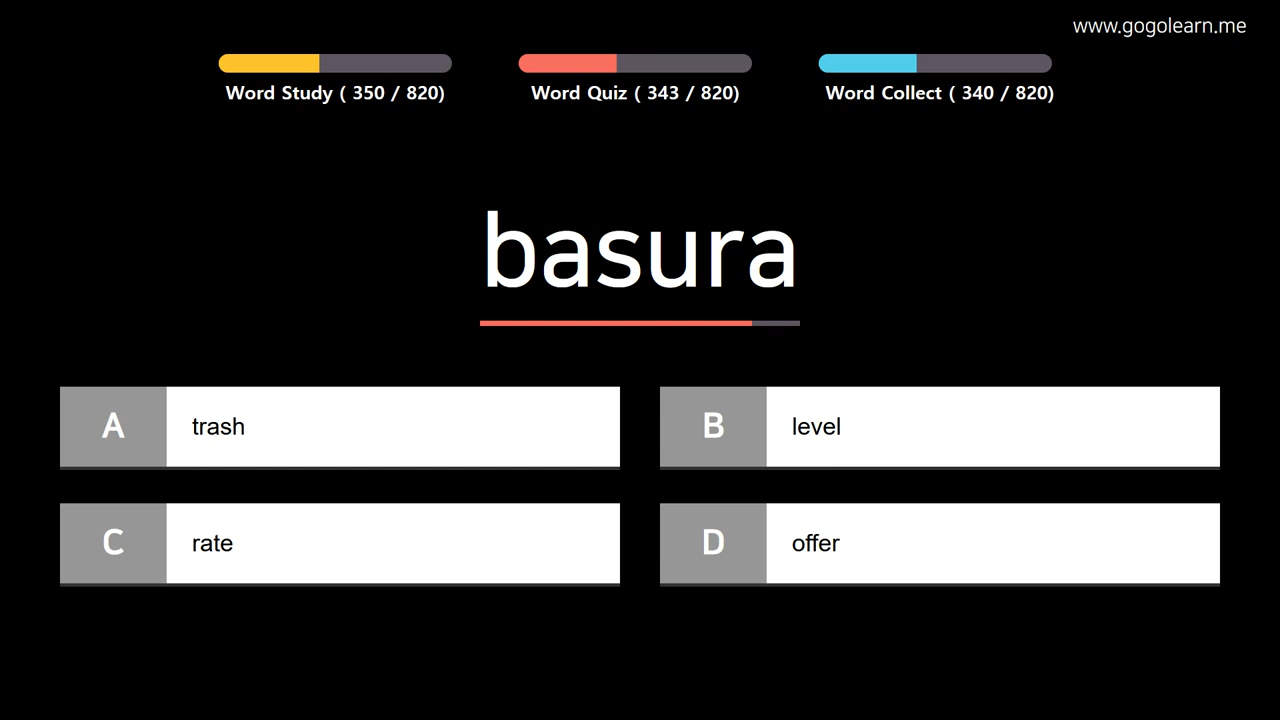 www.gogolearn.me
Word Study ( 350 / 820)
Word Quiz ( 343 / 820)
Word Collect ( 340 / 820)
basura
A trash
B level
C rate
D offer